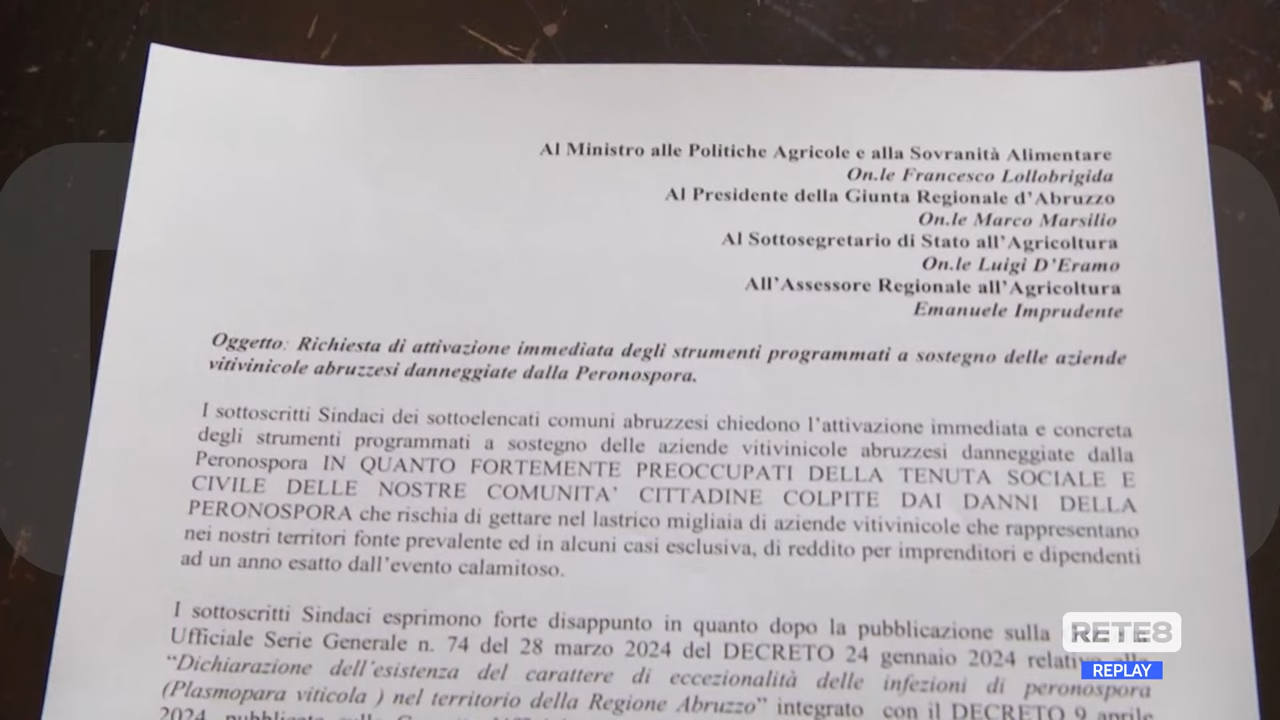 Al Ministro alle Politiche Agricole e alla Sovranità Alimentare
On.le Francesco Lollobrigida
Al Presidente della Giunta Regionale d'Abruzzo
On.le Marco Marsilio
Al Sottosegretario di Stato all'Agricoltura
On.le Luigi D'Eramo
All'Assessore Regionale all'Agricoltura
Emanuele Imprudente
Oggetto: Richiesta di attivazione immediata degli strumenti programmati a sostegno delle aziende
vitivinicole abruzzesi danneggiate dalla Peronospora.
I sottoscritti Sindaci dei sottoelencati comuni abruzzesi chiedono l'attivazione immediata e concreta
degli strumenti programmati a sostegno delle aziende vitivinicole abruzzesi danneggiate dalla
Peronospora IN QUANTO FORTEMENTE PREOCCUPATI DELLA TENUTA SOCIALE E
CIVILE DELLE NOSTRE COMUNITA' CITTADINE COLPITE DAI DANNI DELLA
PERONOSPORA che rischia di gettare nel lastrico migliaia di aziende vitivinicole che rappresentano
nei nostri territori fonte prevalente ed in alcuni casi esclusiva, di reddito per imprenditori e dipendenti
ad un anno esatto dall'evento calamitoso.
I sottoscritti Sindaci esprimono forte disappunto in quanto dopo la pubblicazione sulla
Ufficiale Serie Generale n. 74 del 28 marzo 2024 del DECRETO 24 gennaio 2024
"Dichiarazione dell'esistenza del carattere di eccezionalità delle infezioni di peronospora
(Plasmopara viticola ) nel territorio della Regione Abruzzo" integrato con il DECRETO 9 aprile
2024
RETE8
REPLAY